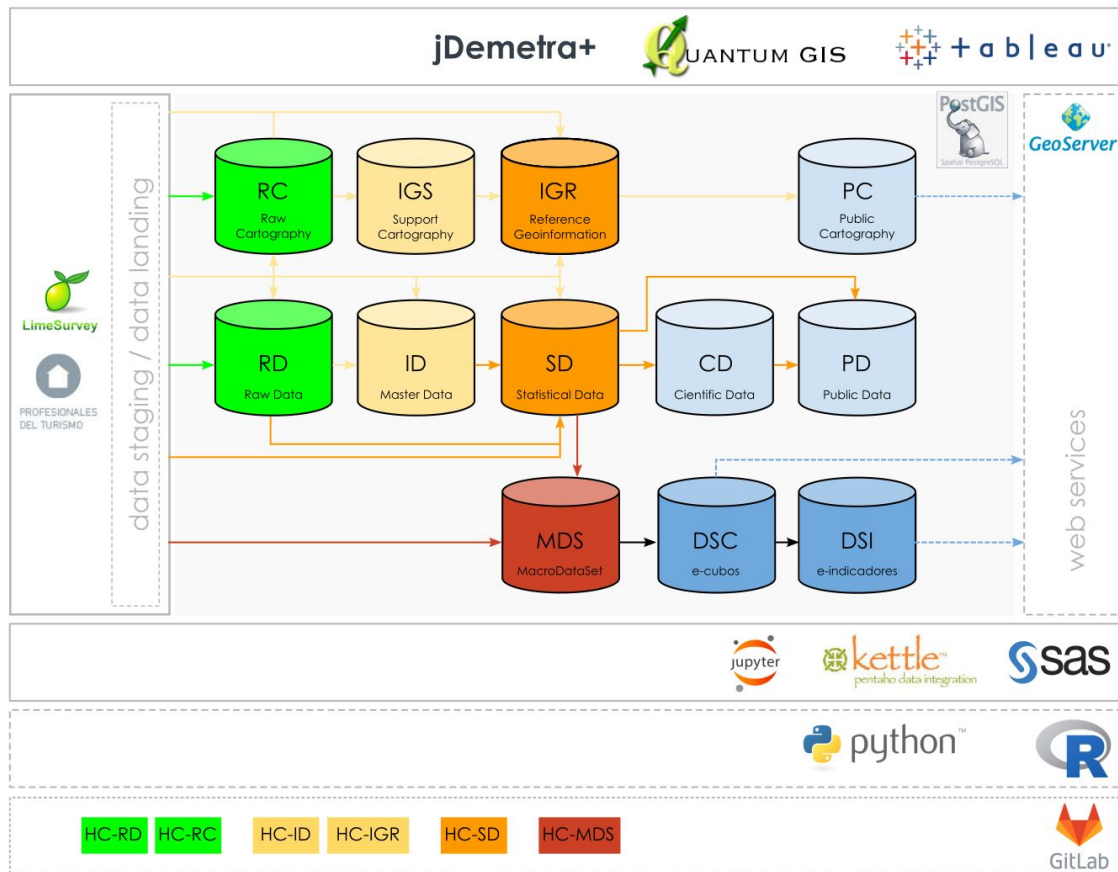 jDemetra+
QUANTUM GIS
+ a b | e a u
PostGIS
Spatial PostgreSQL
GeoServer
data staging / data landing
LimeSurvey
PROFESIONALES
DEL TURISMO
RC
Raw
Cartography
IGS
Support
Cartography
IGR
Reference
Geoinformation
PC
Public
Cartography
RD
Raw Data
ID
Master Data
SD
Statistical Data
CD
Cientific Data
PD
Public Data
MDS
MacroDataSet
DSC
e-cubos
DSI
e-indicadores
web services
jupyter
kettle™
pentaho data integration
sas
python™
R
HC-RD
HC-RC
HC-ID
HC-IGR
HC-SD
HC-MDS
GitLab